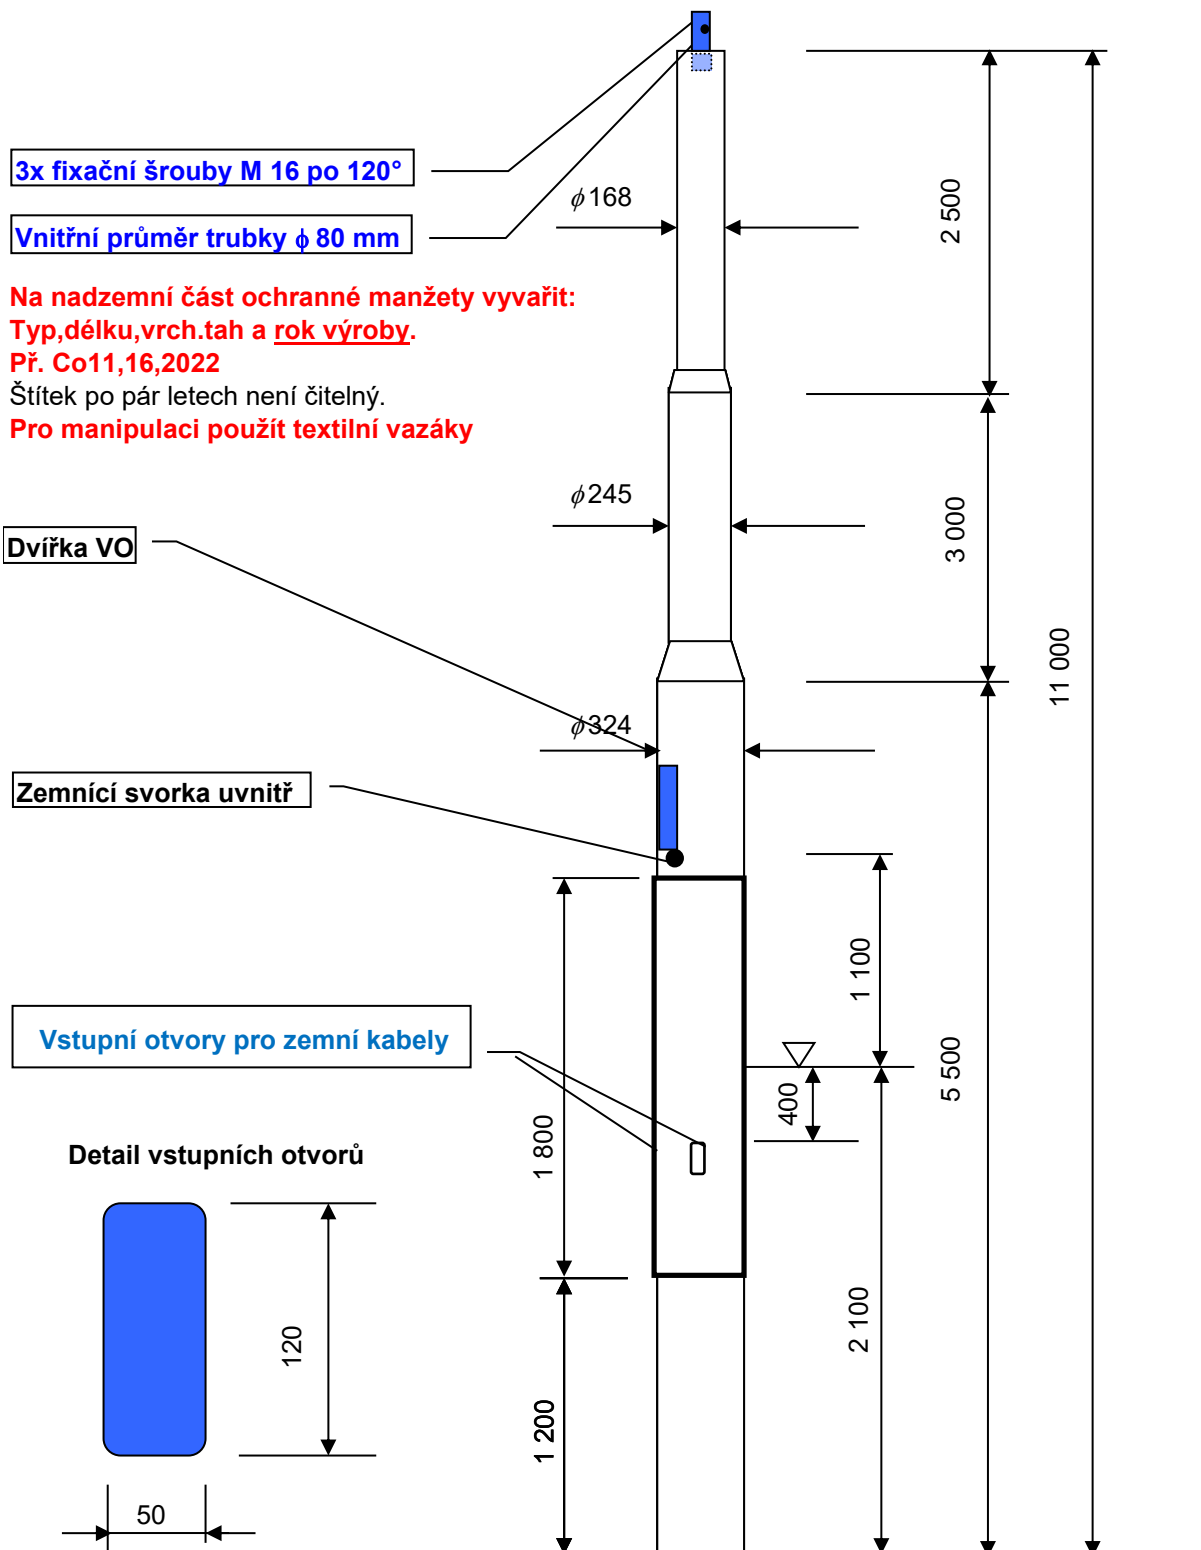 3x fixační šrouby M 16 po 120°
Vnitřní průměr trubky ϕ 80 mm
Na nadzemní část ochranné manžety vyvařit:
Typ,délku,vrch.tah a rok výroby.
Př. Co11,16,2022
Štítek po pár letech není čitelný.
Pro manipulaci použít textilní vazáky
ϕ168
2 500
ϕ245
3 000
Dvířka VO
11 000
ϕ324
Zemnící svorka uvnitř
1 100
Vstupní otvory pro zemní kabely
5 500
400
1 800
Detail vstupních otvorů
2 100
120
1 200
50